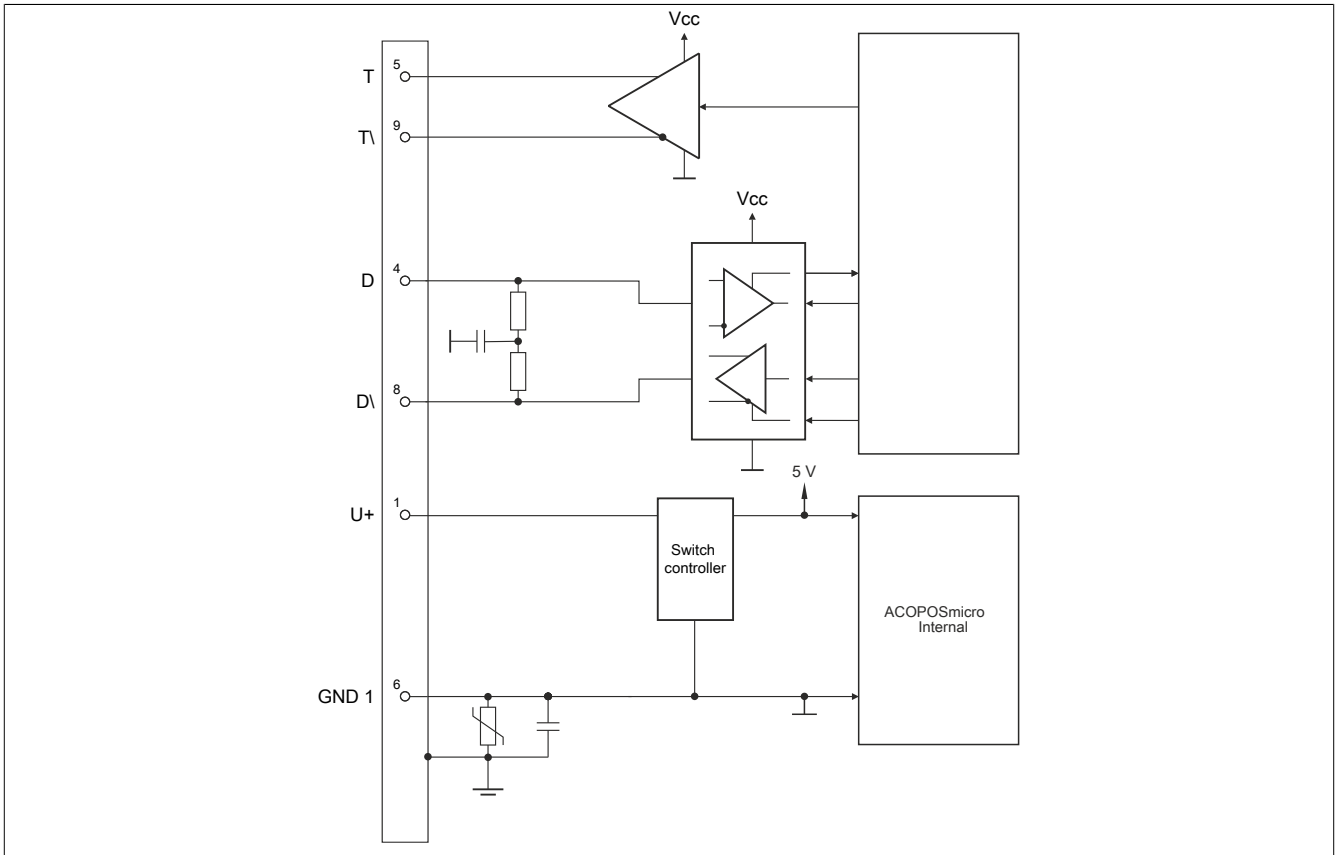 Vcc
T 5
T\ 9
Vcc
D 4
D\ 8
5 V
U+ 1
Switch
controller
ACOPOSmicro
Internal
GND 1 6